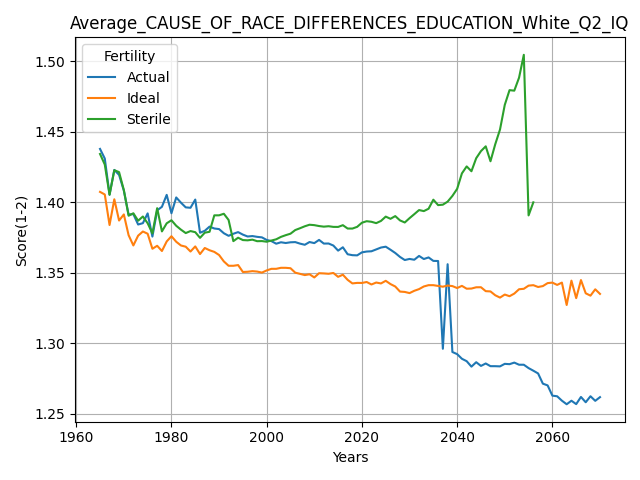 Average_CAUSE_OF_RACE_DIFFERENCES_EDUCATION_White_Q2_IQ
Fertility
Actual
Ideal
Sterile
Score(1-2)
1.50
1.45
1.40
1.35
1.30
1.25
1960
1980
2000
2020
2040
2060
Years